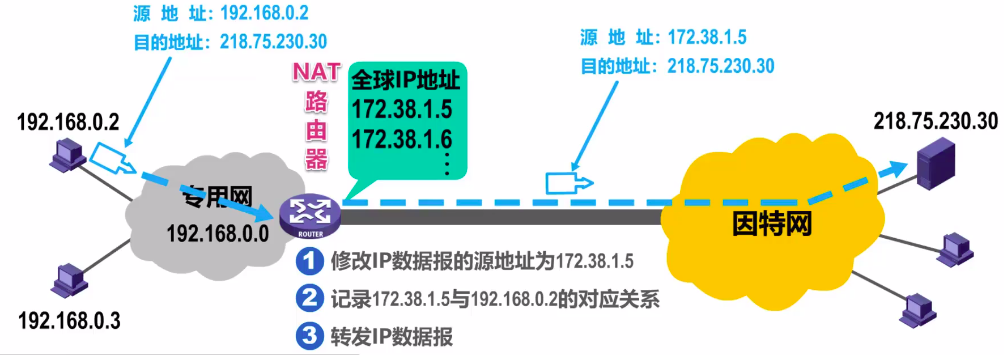 源 地 址: 192.168.0.2
目的地址: 218.75.230.30
源 地 址: 172.38.1.5
目的地址: 218.75.230.30
NAT
路
由
器
全球IP地址
172.38.1.5
172.38.1.6
⋮
192.168.0.2
218.75.230.30
专用网
192.168.0.0
ROUTER
因特网
192.168.0.3
1 修改IP数据报的源地址为172.38.1.5
2 记录172.38.1.5与192.168.0.2的对应关系
3 转发IP数据报